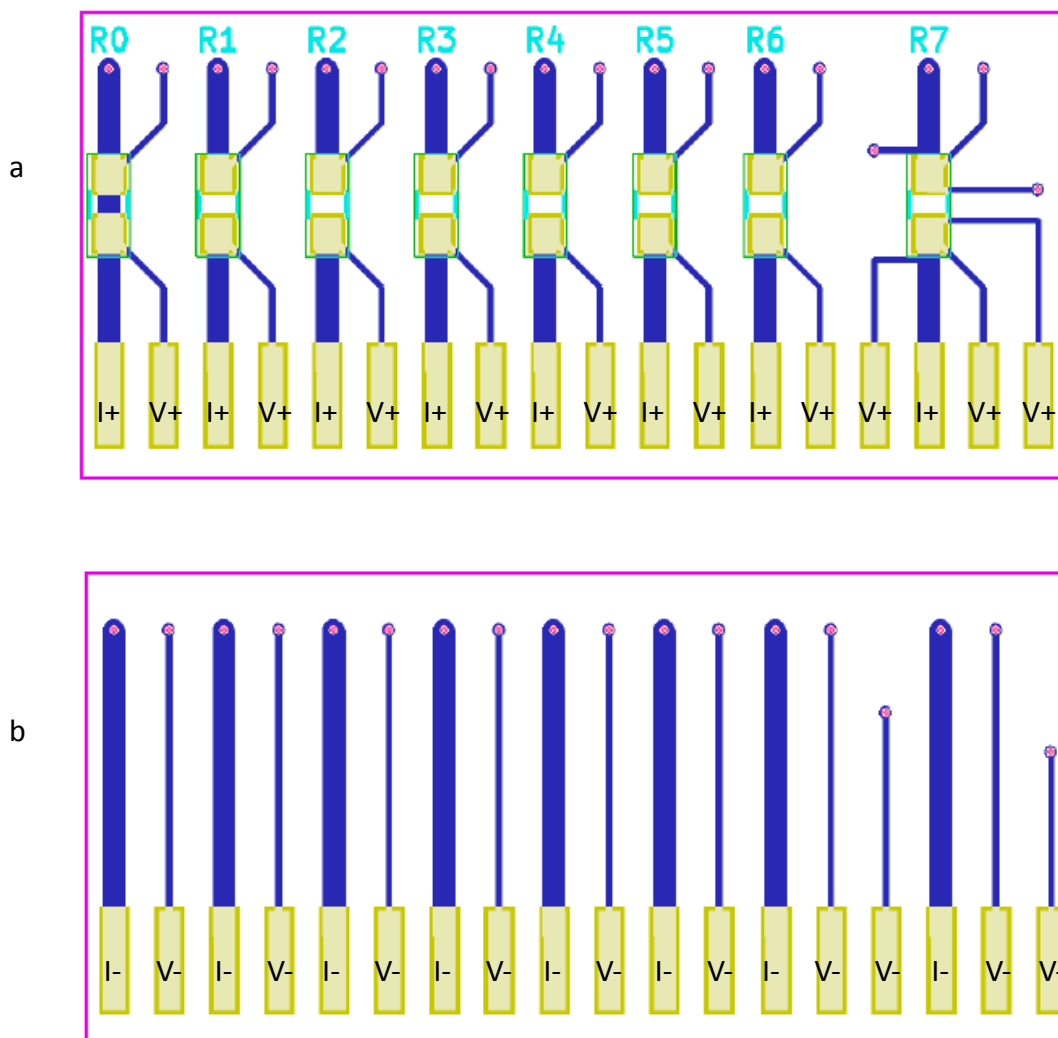 R0 R1 R2 R3 R4 R5 R6 R7
a
I+ V+ I+ V+ I+ V+ I+ V+ I+ V+ I+ V+ I+ V+ V+ I+ V+ V+
b
I- V- I- V- I- V- I- V- I- V- I- V- I- V- V- I- V- V-